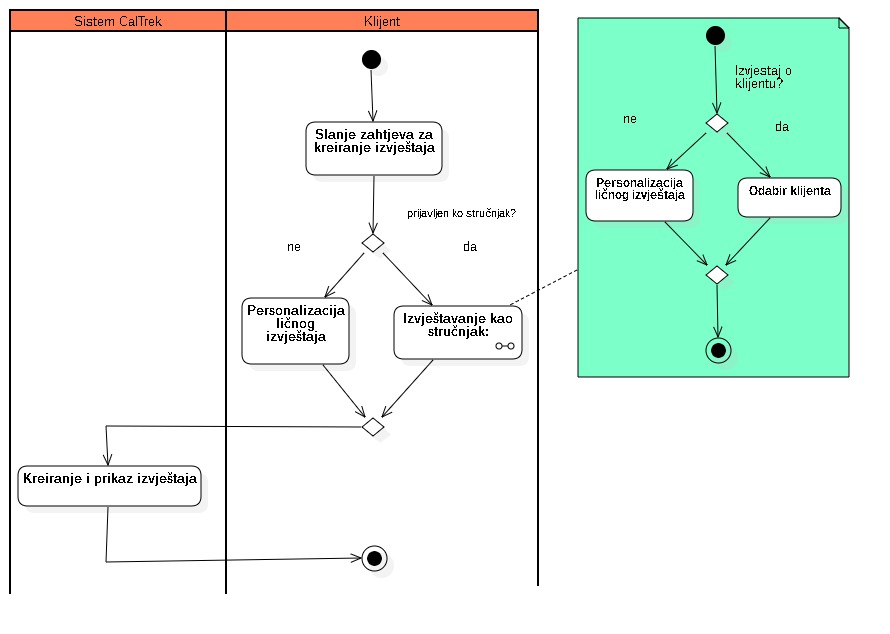 Sistem CalTrek
Klijent
Slanje zahtjeva za
kreiranje izvještaja
prijavljen ko stručnjak?
ne
da
Personalizacija
ličnog
izvještaja
Izvještavanje kao
stručnjak:
Kreiranje i prikaz izvještaja
Izvjestaj o
klijentu?
ne
da
Personalizacija
ličnog izvještaja
Odabir klijenta